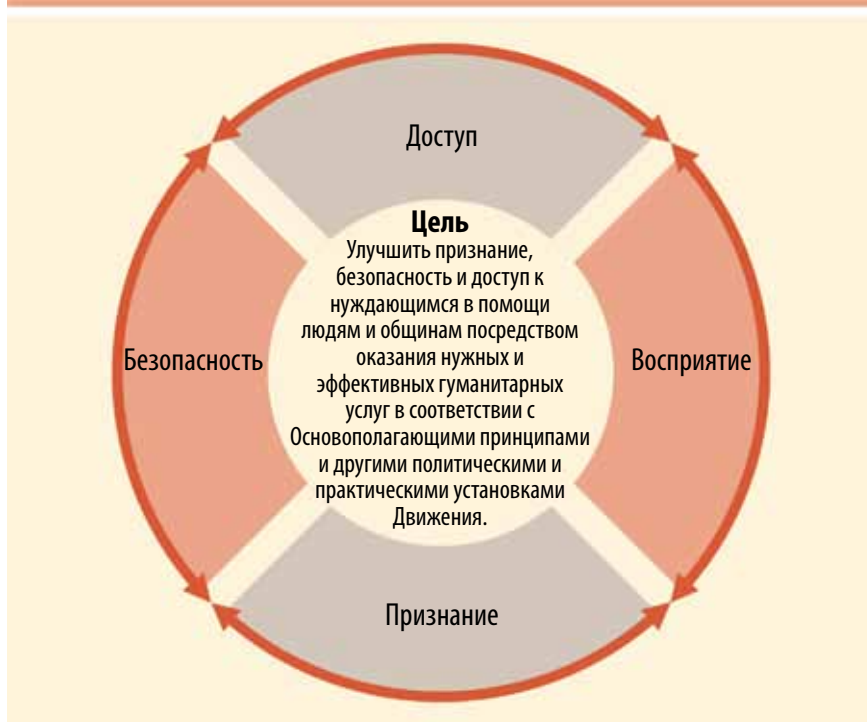 Доступ
Цель
Улучшить признание,
безопасность и доступ к
нуждающимся в помощи
людям и общинам посредством
оказания нужных и
эффективных гуманитарных
услуг в соответствии с
Основополагающими принципами
и другими политическими и
практическими установками
Движения.
Безопасность
Восприятие
Признание